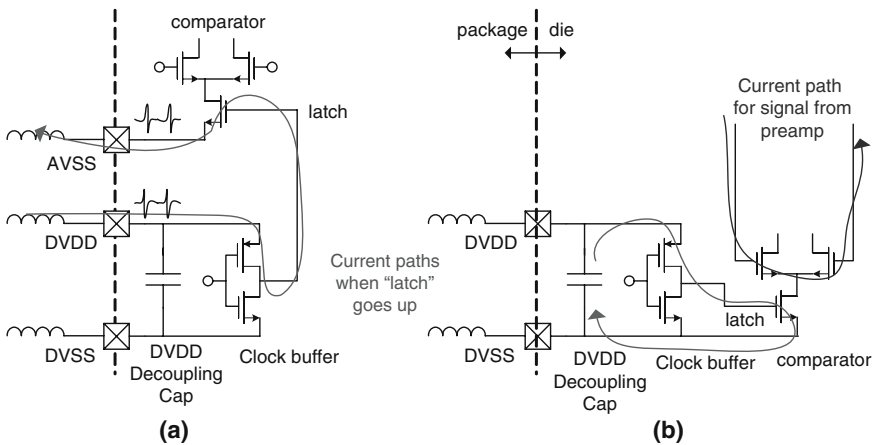 comparator
latch
AVSS
DVDD
Current paths
when “latch”
goes up
DVSS
DVDD
Decoupling
Cap
Clock buffer
(a)
package
die
Current path
for signal from
preamp
DVDD
latch
DVSS
DVDD
Decoupling
Cap
Clock buffer
comparator
(b)